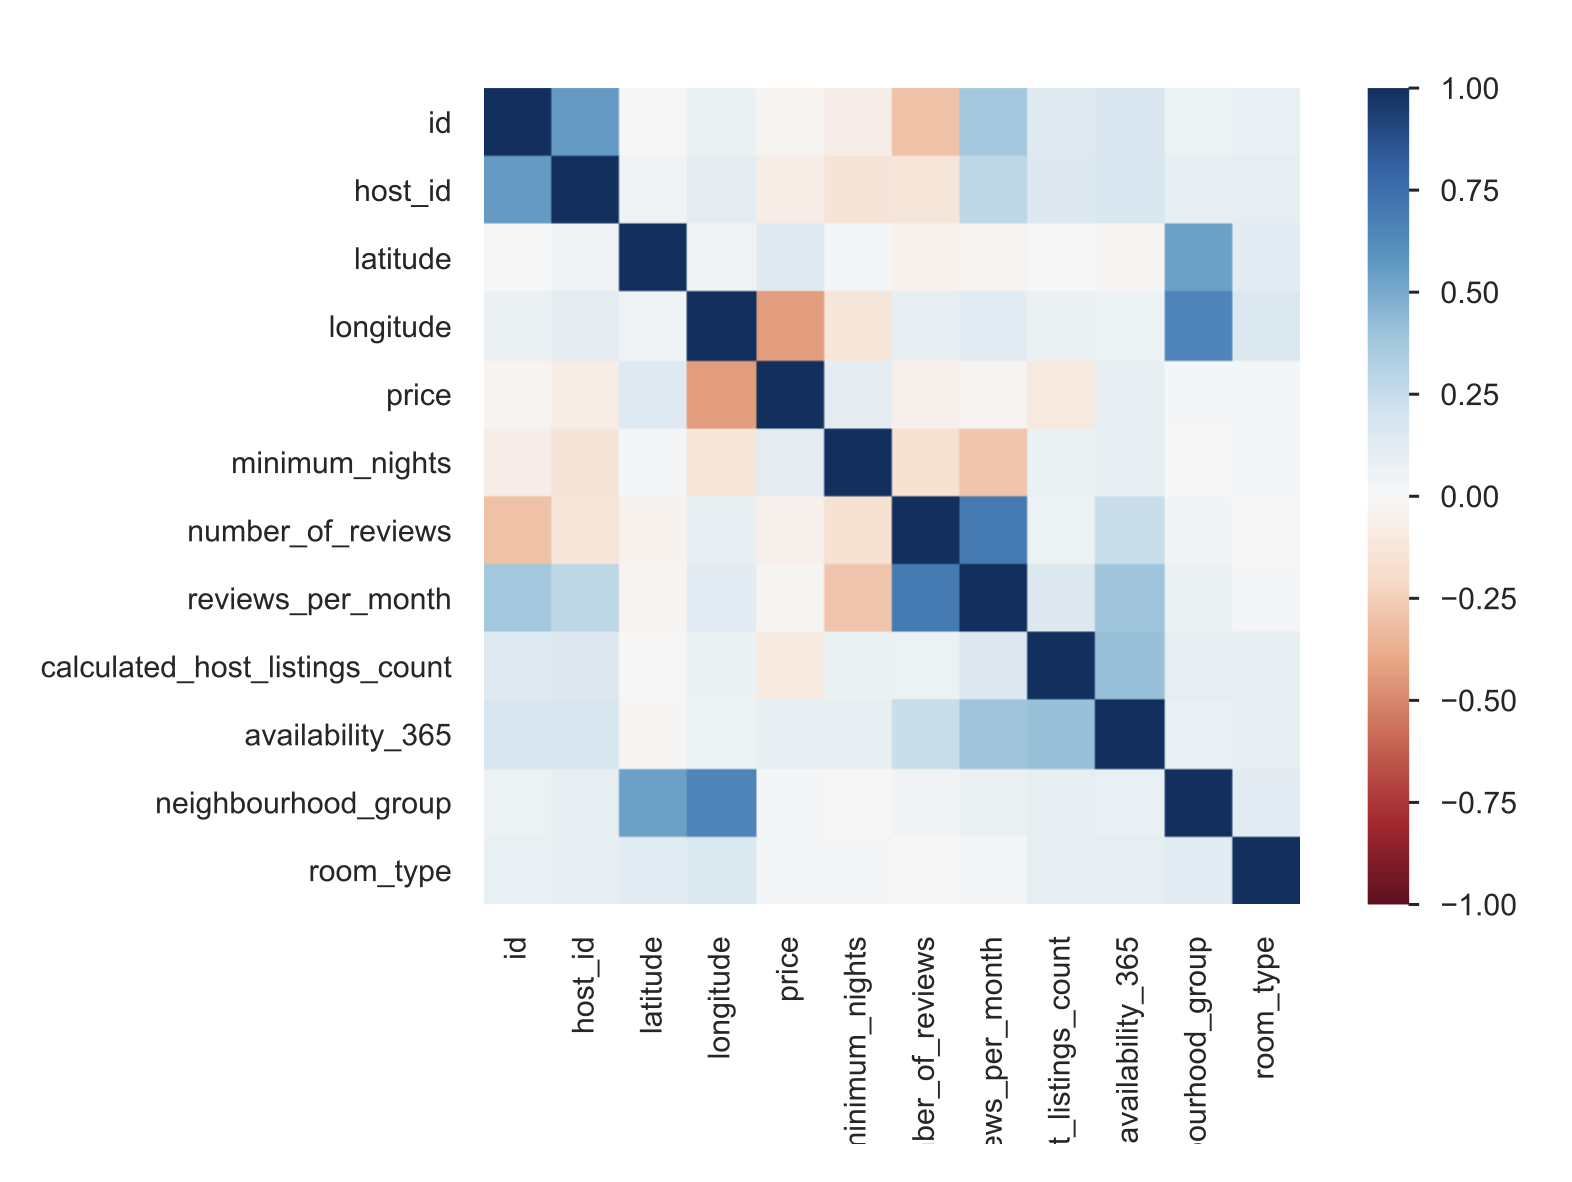 id
host_id
latitude
longitude
price
minimum_nights
number_of_reviews
reviews_per_month
calculated_host_listings_count
availability_365
neighbourhood_group
room_type
1.00
0.75
0.50
0.25
0.00
−0.25
−0.50
−0.75
−1.00
id
host_id
latitude
longitude
price
minimum_nights
ber_of_reviews
ews_per_month
t_listings_count
availability_365
ourhood_group
room_type